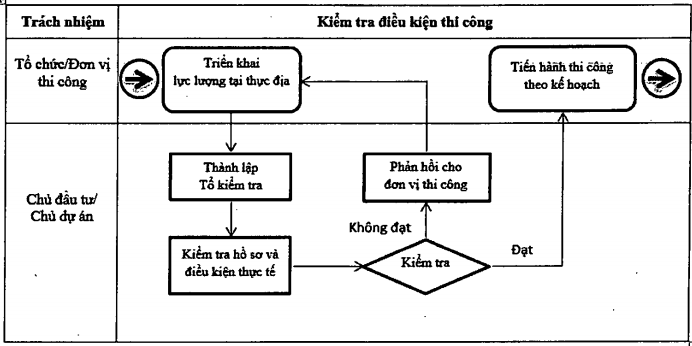 Trách nhiệm
Kiểm tra điều kiện thi công
Tổ chức/Đơn vị
thi công
Triển khai
lực lượng tại thực địa
Tiến hành thi công
theo kế hoạch
Chủ đầu tư/
Chủ dự án
Thành lập
Tổ kiểm tra
Phản hồi cho
đơn vị thi công
Không đạt
Kiểm tra hồ sơ và
điều kiện thực tế
Kiểm tra
Đạt